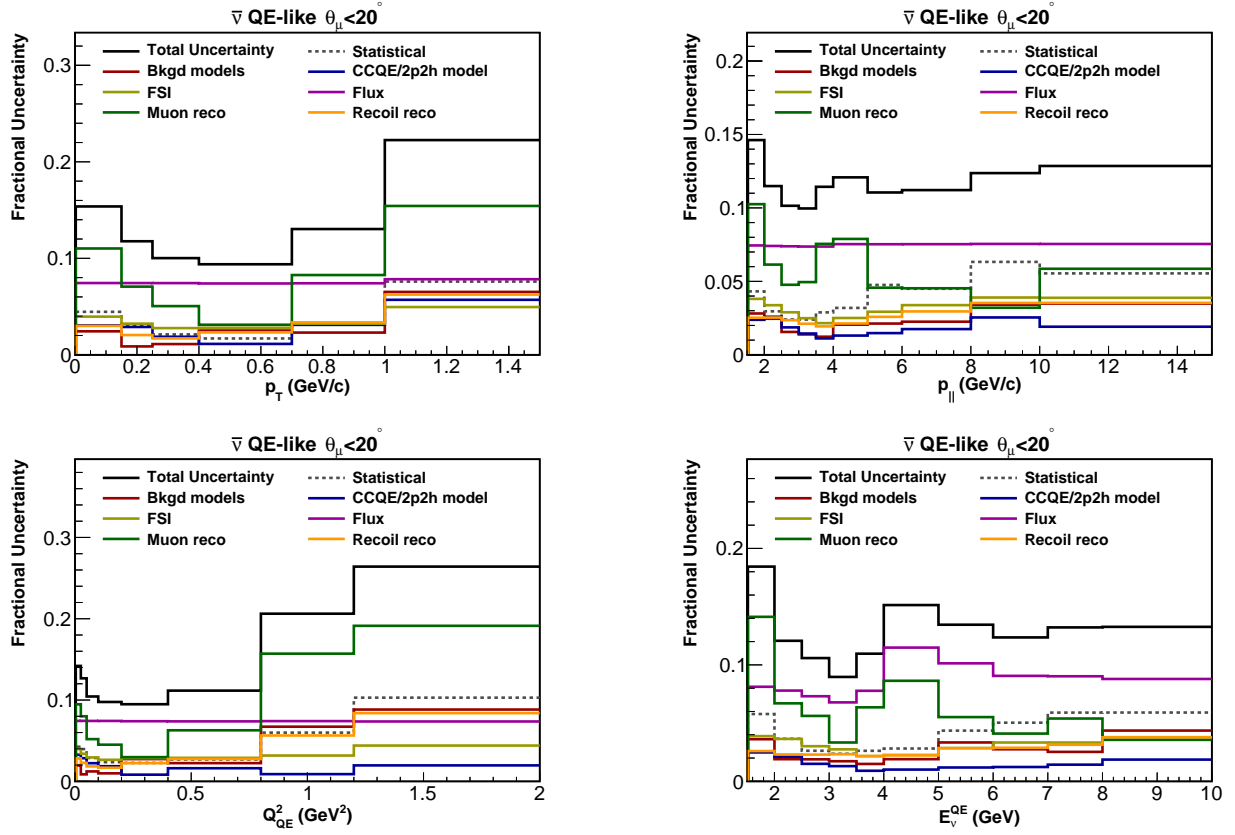 ν̄ QE-like θμ<20°
Fractional Uncertainty
0.3
0.2
0.1
0
Total Uncertainty
Bkgd models
FSI
Muon reco
Statistical
CCQE/2p2h model
Flux
Recoil reco
0 0.2 0.4 0.6 0.8 1 1.2 1.4
p_T (GeV/c)
ν̄ QE-like θμ<20°
Fractional Uncertainty
0.2
0.15
0.1
0.05
0
Total Uncertainty
Bkgd models
FSI
Muon reco
Statistical
CCQE/2p2h model
Flux
Recoil reco
2 4 6 8 10 12 14
p_|| (GeV/c)
ν̄ QE-like θμ<20°
Fractional Uncertainty
0.3
0.2
0.1
0
Total Uncertainty
Bkgd models
FSI
Muon reco
Statistical
CCQE/2p2h model
Flux
Recoil reco
0 0.5 1 1.5 2
Q²_QE (GeV²)
ν̄ QE-like θμ<20°
Fractional Uncertainty
0.2
0.1
0
Total Uncertainty
Bkgd models
FSI
Muon reco
Statistical
CCQE/2p2h model
Flux
Recoil reco
2 3 4 5 6 7 8 9 10
E_ν^QE (GeV)